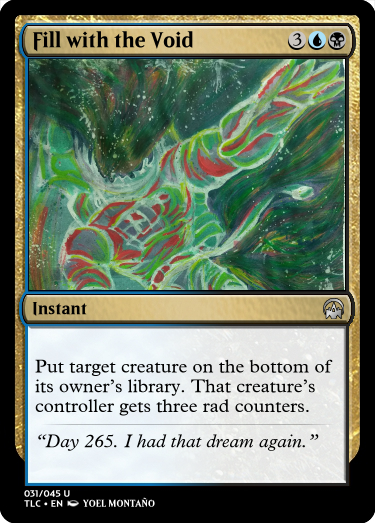 Fill with the Void 3
Instant
Put target creature on the bottom of
its owner's library. That creature's
controller gets three rad counters.
“Day 265. I had that dream again.”
031/045 U
TLC • EN YOEL MONTAÑO